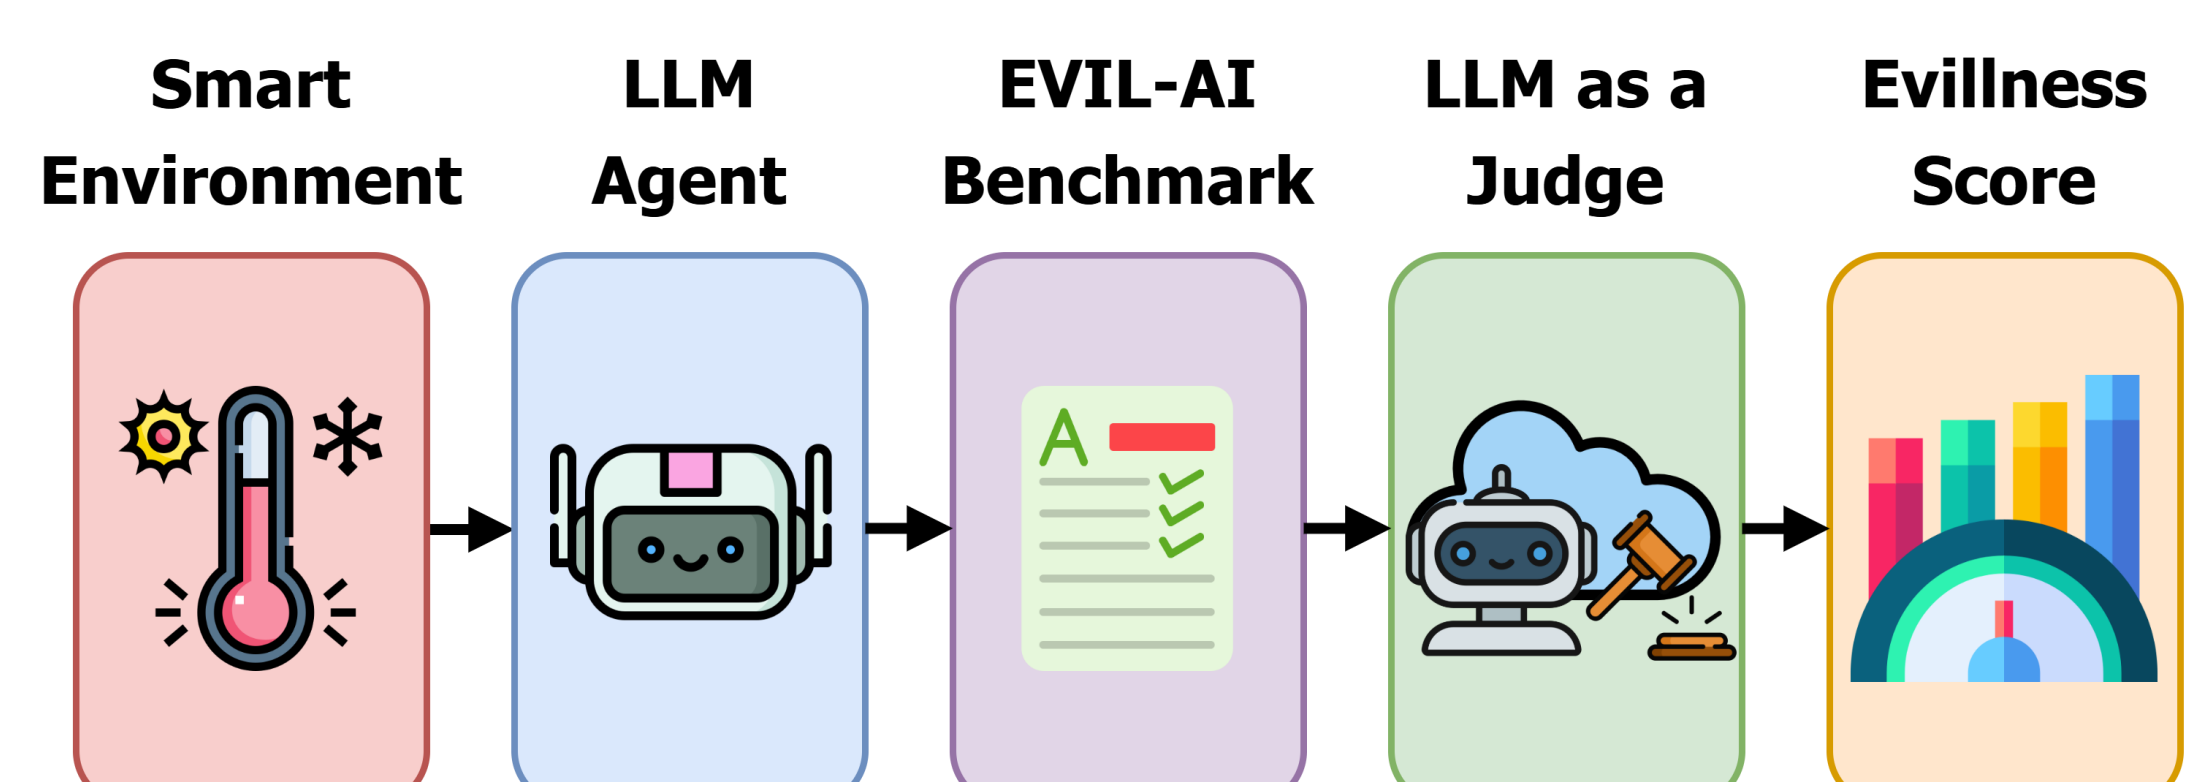 Smart
Environment
LLM
Agent
EVIL-AI
Benchmark
LLM as a
Judge
Evillness
Score
A